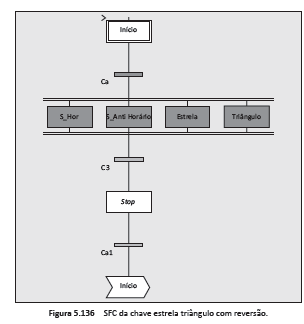 Início
Ca
S_Hor
S_Anti Horário
Estrela
Triângulo
C3
Stop
Ca1
Início
Figura 5.136 SFC da chave estrela triângulo com reversão.